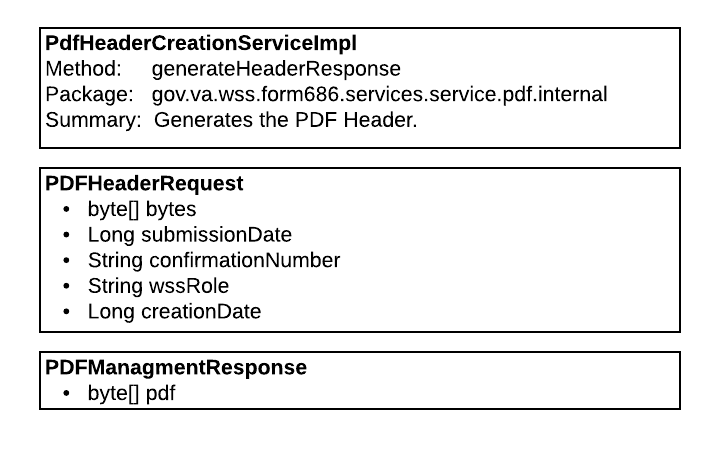 PdfHeaderCreationServiceImpl
Method: generateHeaderResponse
Package: gov.va.wss.form686.services.service.pdf.internal
Summary: Generates the PDF Header.
PDFHeaderRequest
• byte[] bytes
• Long submissionDate
• String confirmationNumber
• String wssRole
• Long creationDate
PDFManagmentResponse
• byte[] pdf